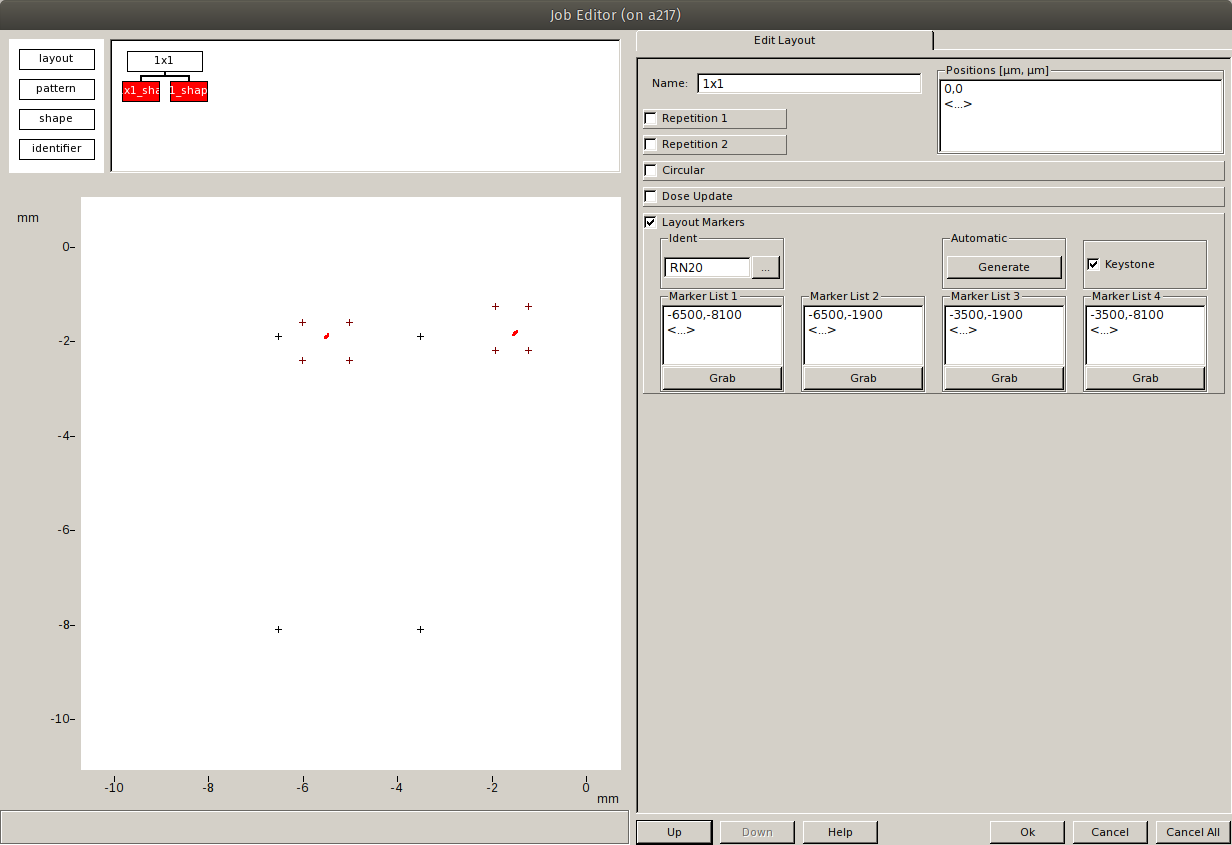 Job Editor (on a217)
layout
pattern
shape
identifier
1x1
x1_sha
1_shap
mm
0
-2
-4
-6
-8
-10
-10
-8
-6
-4
-2
0
mm
Edit Layout
Name:
1x1
Positions [µm, µm]
0,0
<...>
Repetition 1
Repetition 2
Circular
Dose Update
Layout Markers
Ident
RN20
...
Automatic
Generate
Keystone
Marker List 1
-6500,-8100
<...>
Grab
Marker List 2
-6500,-1900
<...>
Grab
Marker List 3
-3500,-1900
<...>
Grab
Marker List 4
-3500,-8100
<...>
Grab
Up
Down
Help
Ok
Cancel
Cancel All